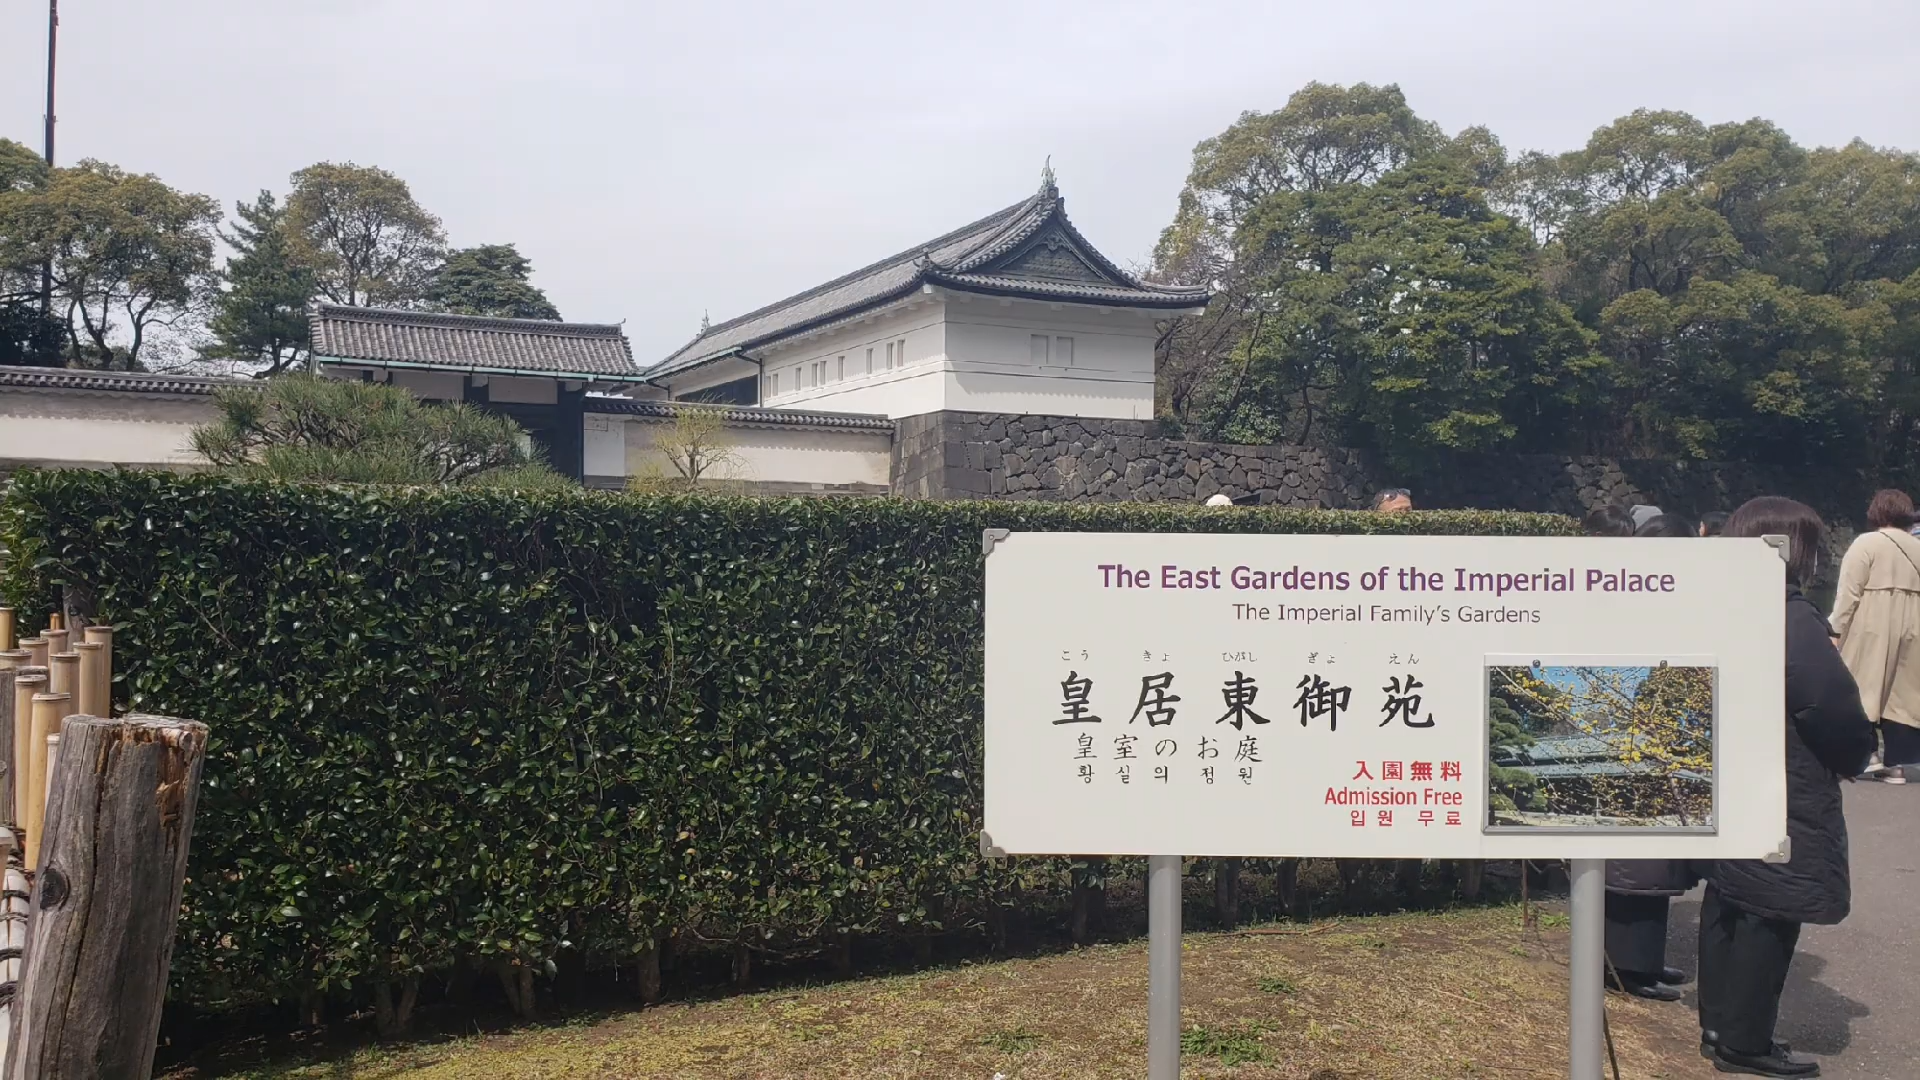 The East Gardens of the Imperial Palace
The Imperial Family's Gardens
こう きょ ひがし ぎょ えん
皇居東御苑
皇室のお庭
황실의 정원
入園無料
Admission Free
입원 무료